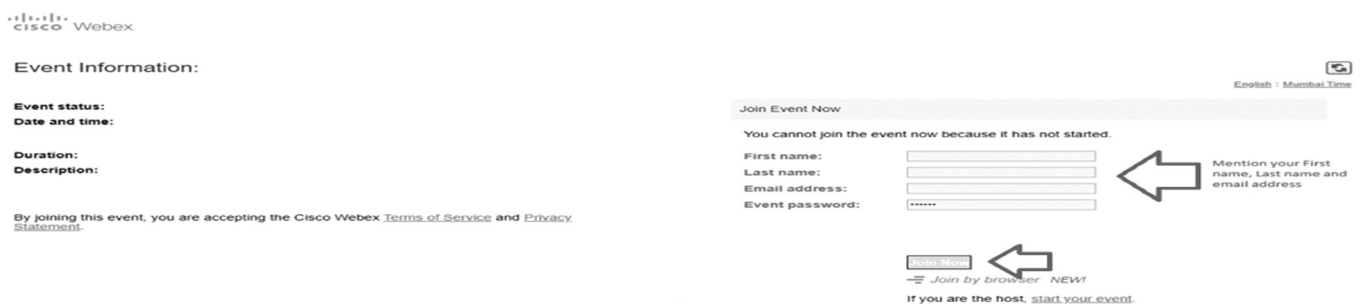 CISCO Webex
Event Information:
English : Mumbai Time
Event status:
Date and time:
Duration:
Description:
By joining this event, you are accepting the Cisco Webex Terms of Service and Privacy
Statement.
Join Event Now
You cannot join the event now because it has not started.
First name:
Last name:
Email address:
Event password:
Mention your First
name, Last name and
email address
Join Now
Join by browser NEW!
If you are the host, start your event.